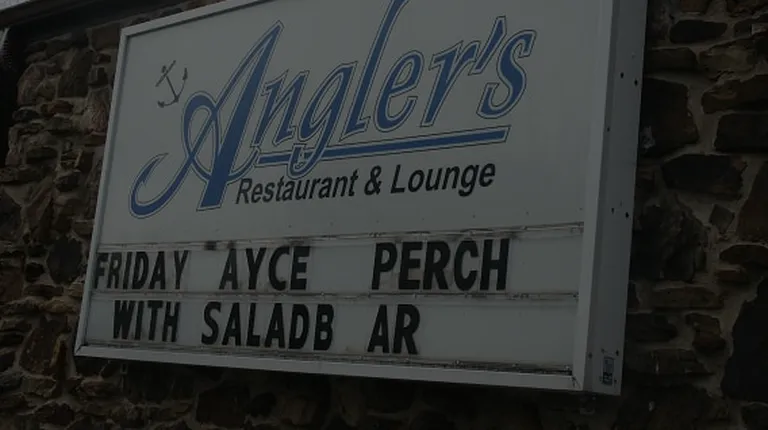 Angler's
Restaurant & Lounge
FRIDAY AYCE PERCH
WITH SALADB AR